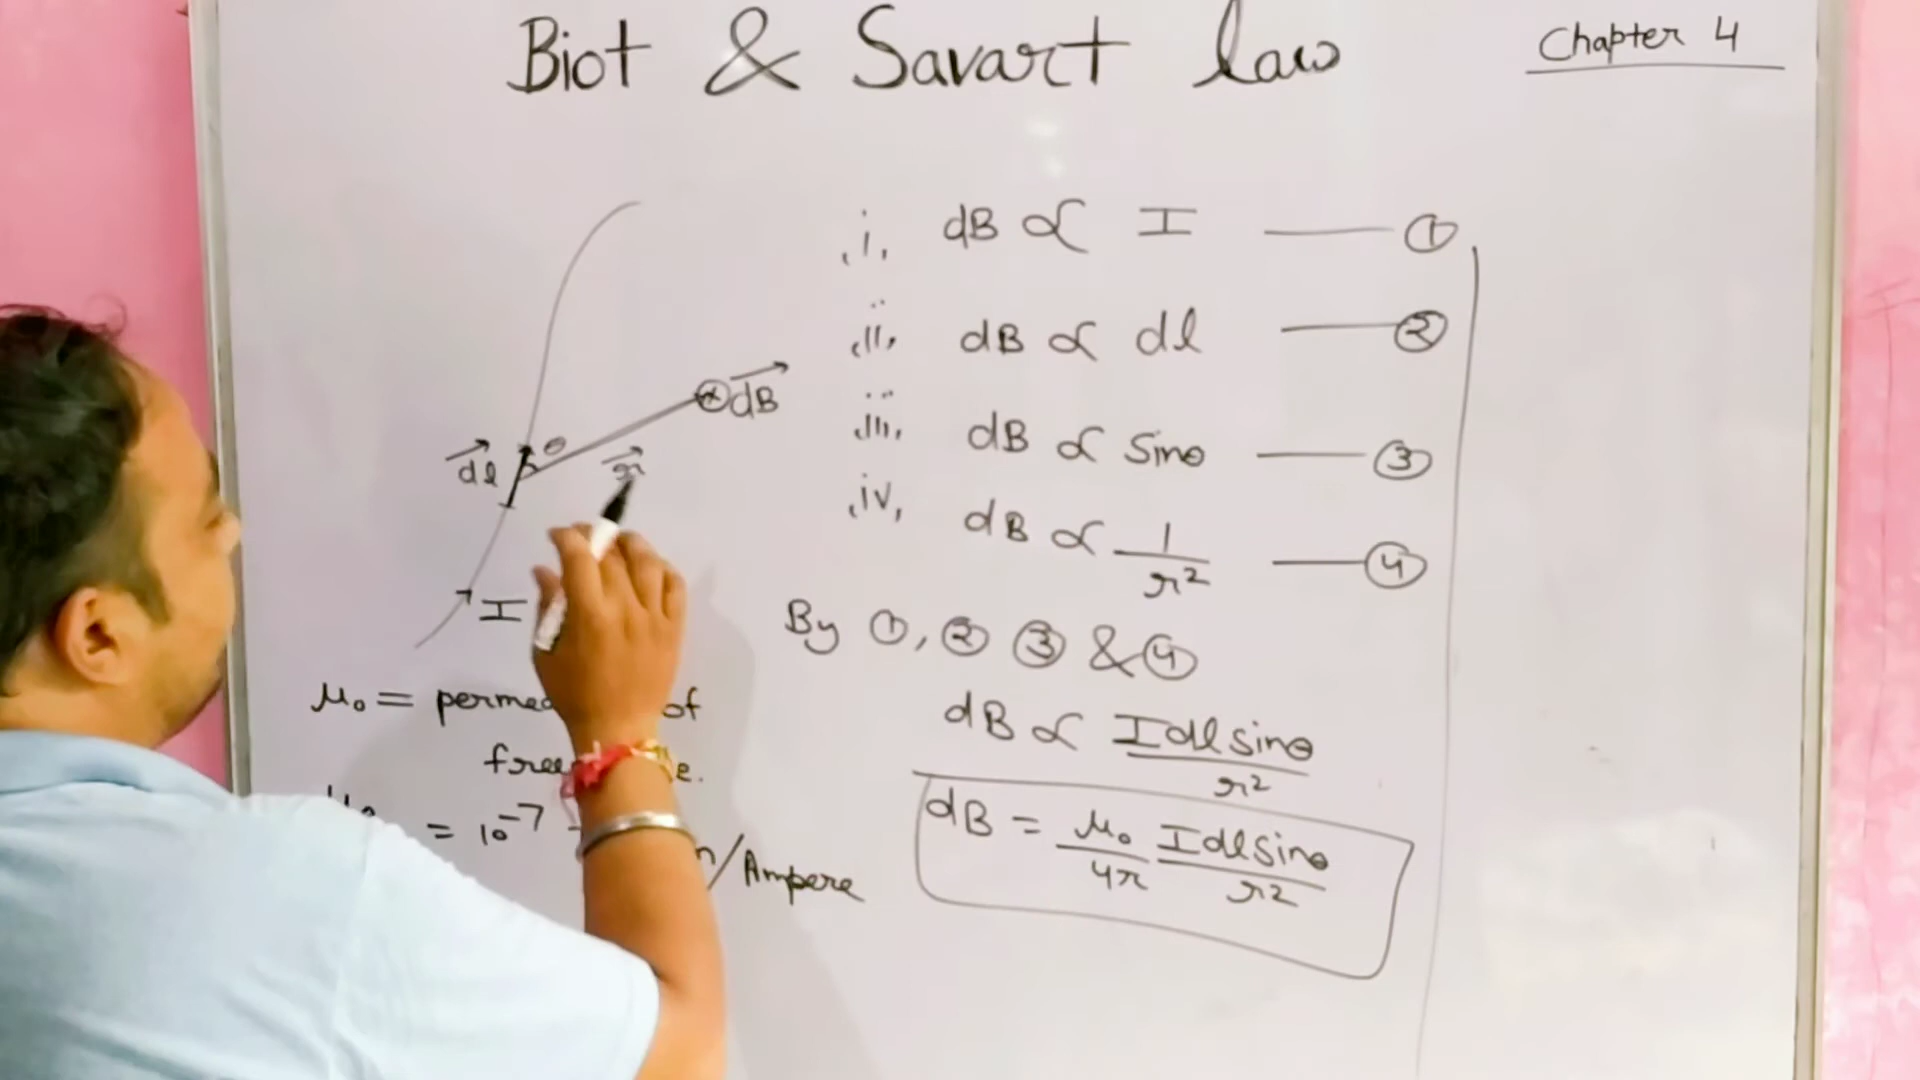 Biot & Savart law
Chapter 4
(i) dB ∝ I ——— ①
(ii) dB ∝ dl ——— ②
(iii) dB ∝ sinθ ——— ③
(iv) dB ∝ 1/r² ——— ④
By ①, ② ③ & ④
dB ∝ Idl sinθ/r²
dB = μ₀/4π Idl sinθ/r²
dB
θ
dl
r
I
μ₀ = of
= 10⁻⁷
/Ampere